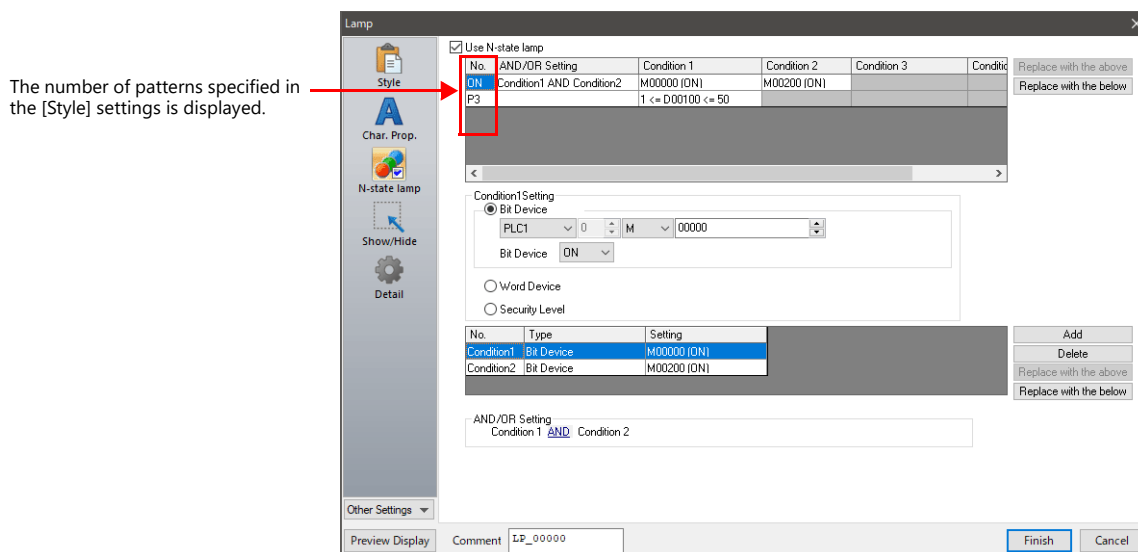 Lamp
The number of patterns specified in
the [Style] settings is displayed.
Style
Char. Prop.
N-state lamp
Show/Hide
Detail
Other Settings
Preview Display
Use N-state lamp
No. AND/OR Setting Condition 1 Condition 2 Condition 3 Conditic
ON Condition1 AND Condition2 M00000 (ON) M00200 (ON)
P3 1 <= D00100 <= 50
Replace with the above
Replace with the below
Condition1Setting
Bit Device
PLC1 0 M 00000
Bit Device ON
Word Device
Security Level
No. Type Setting
Condition1 Bit Device M00000 (ON)
Condition2 Bit Device M00200 (ON)
Add
Delete
Replace with the above
Replace with the below
AND/OR Setting
Condition 1 AND Condition 2
Comment LP_00000
Finish Cancel